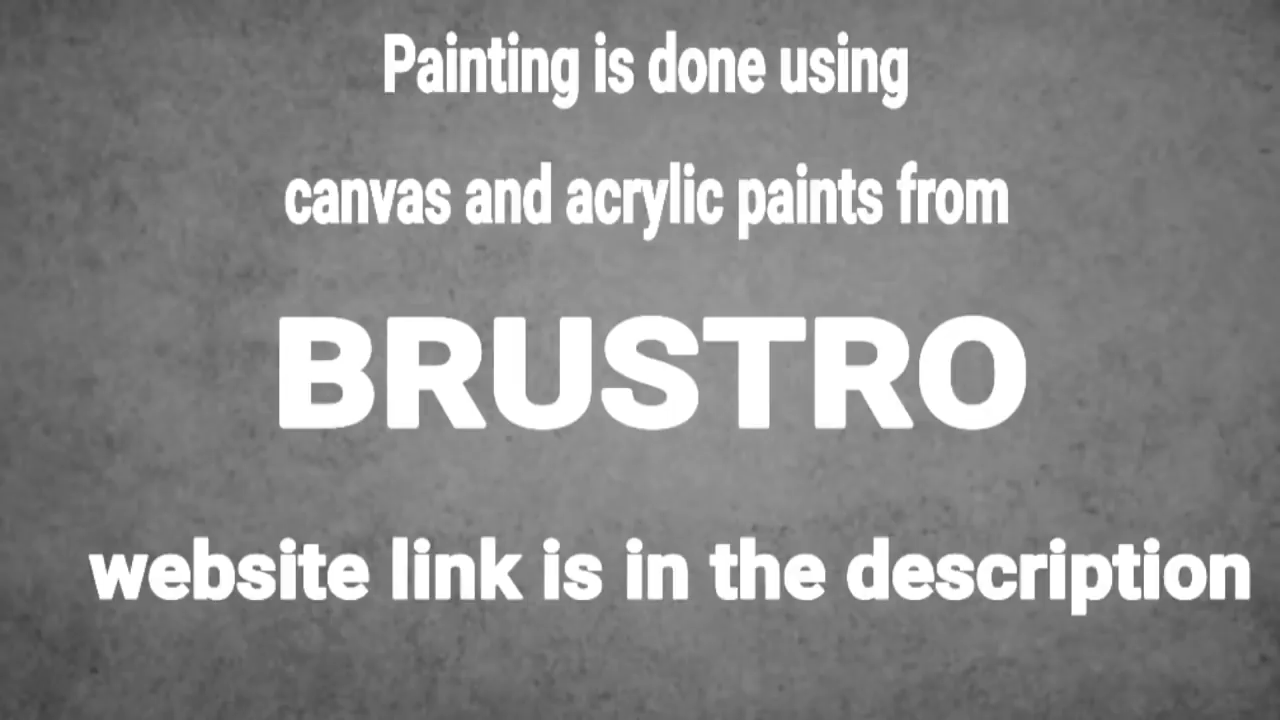 Painting is done using
canvas and acrylic paints from
BRUSTRO
website link is in the description